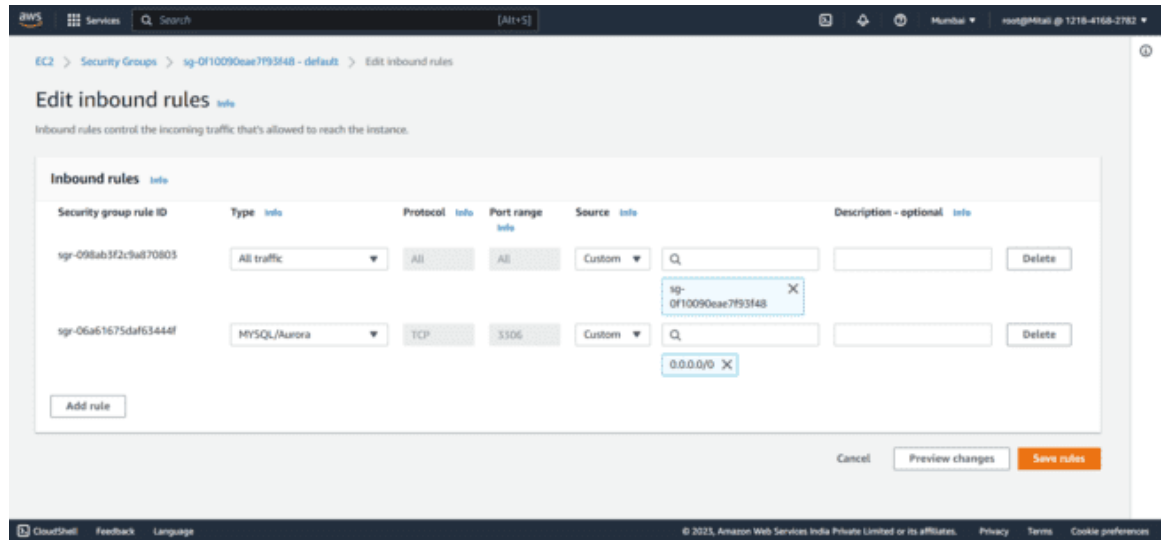 aws Services Search [Alt+S] Mumbai root@Mitali @ 1218-4168-2782
EC2 > Security Groups > sg-0f10090eae7f93f48 - default > Edit inbound rules
Edit inbound rules Info
Inbound rules control the incoming traffic that's allowed to reach the instance.
Inbound rules Info
Security group rule ID Type Info Protocol Info Port range Info Source Info Description - optional Info
sgr-098ab3f2c9a870803 All traffic All All Custom Delete
sg-
0f10090eae7f93f48
sgr-06a61675daf63444f MYSQL/Aurora TCP 3306 Custom Delete
0.0.0.0/0
Add rule
Cancel Preview changes Save rules
CloudShell Feedback Language © 2023, Amazon Web Services India Private Limited or its affiliates. Privacy Terms Cookie preferences